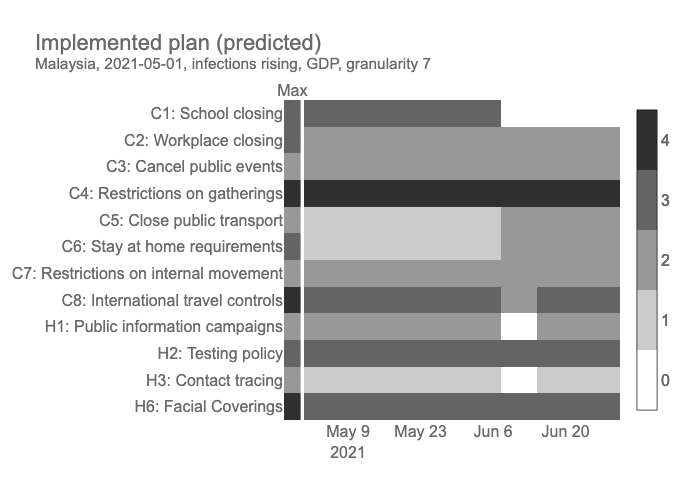 Implemented plan (predicted)
Malaysia, 2021-05-01, infections rising, GDP, granularity 7
Max
C1: School closing
C2: Workplace closing
C3: Cancel public events
C4: Restrictions on gatherings
C5: Close public transport
C6: Stay at home requirements
C7: Restrictions on internal movement
C8: International travel controls
H1: Public information campaigns
H2: Testing policy
H3: Contact tracing
H6: Facial Coverings
4
3
2
1
0
May 9 May 23 Jun 6 Jun 20
2021